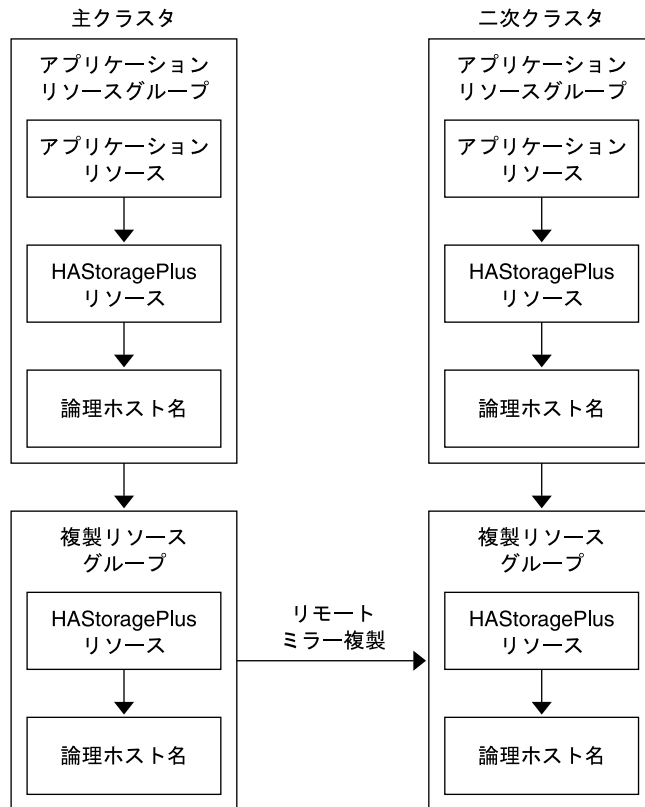 主クラスタ
アプリケーション
リソースグループ
アプリケーション
リソース
HAStoragePlus
リソース
論理ホスト名
複製リソース
グループ
HAStoragePlus
リソース
論理ホスト名
リモート
ミラー複製
二次クラスタ
アプリケーション
リソースグループ
アプリケーション
リソース
HAStoragePlus
リソース
論理ホスト名
複製リソース
グループ
HAStoragePlus
リソース
論理ホスト名